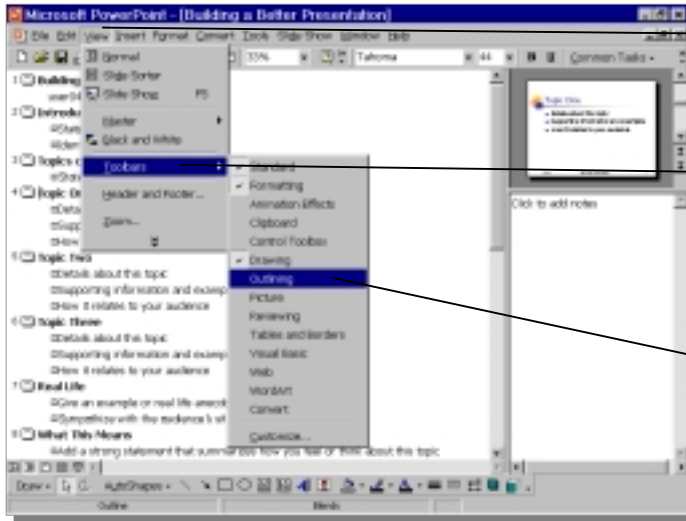 Microsoft PowerPoint - [Building a Better Presentation]
File Edit View Insert Format Convert Tools Slide Show Window Help
33% Tahoma 44 B U Common Tasks
Normal
Slide Sorter
Slide Show F5
Master
Black and White
Toolbars
Header and Footer...
Zoom...
Standard
Formatting
Animation Effects
Clipboard
Control Toolbox
Drawing
Outlining
Picture
Reviewing
Tables and Borders
Visual Basic
Web
WordArt
Convert
Customize...
1 Building
2 Introdu
3 Topics o
4 Topic On
Deta
Supp
How
5 Topic Two
Details about this topic
Supporting information and examp
How it relates to your audience
6 Topic Three
Details about this topic
Supporting information and examp
How it relates to your audience
7 Real Life
Give an example or real life anecd
Sympathize with the audience's sit
8 What This Means
Add a strong statement that summarizes how you feel or think about this topic
Topic One
Click to add notes
Draw AutoShapes
Outline Blends